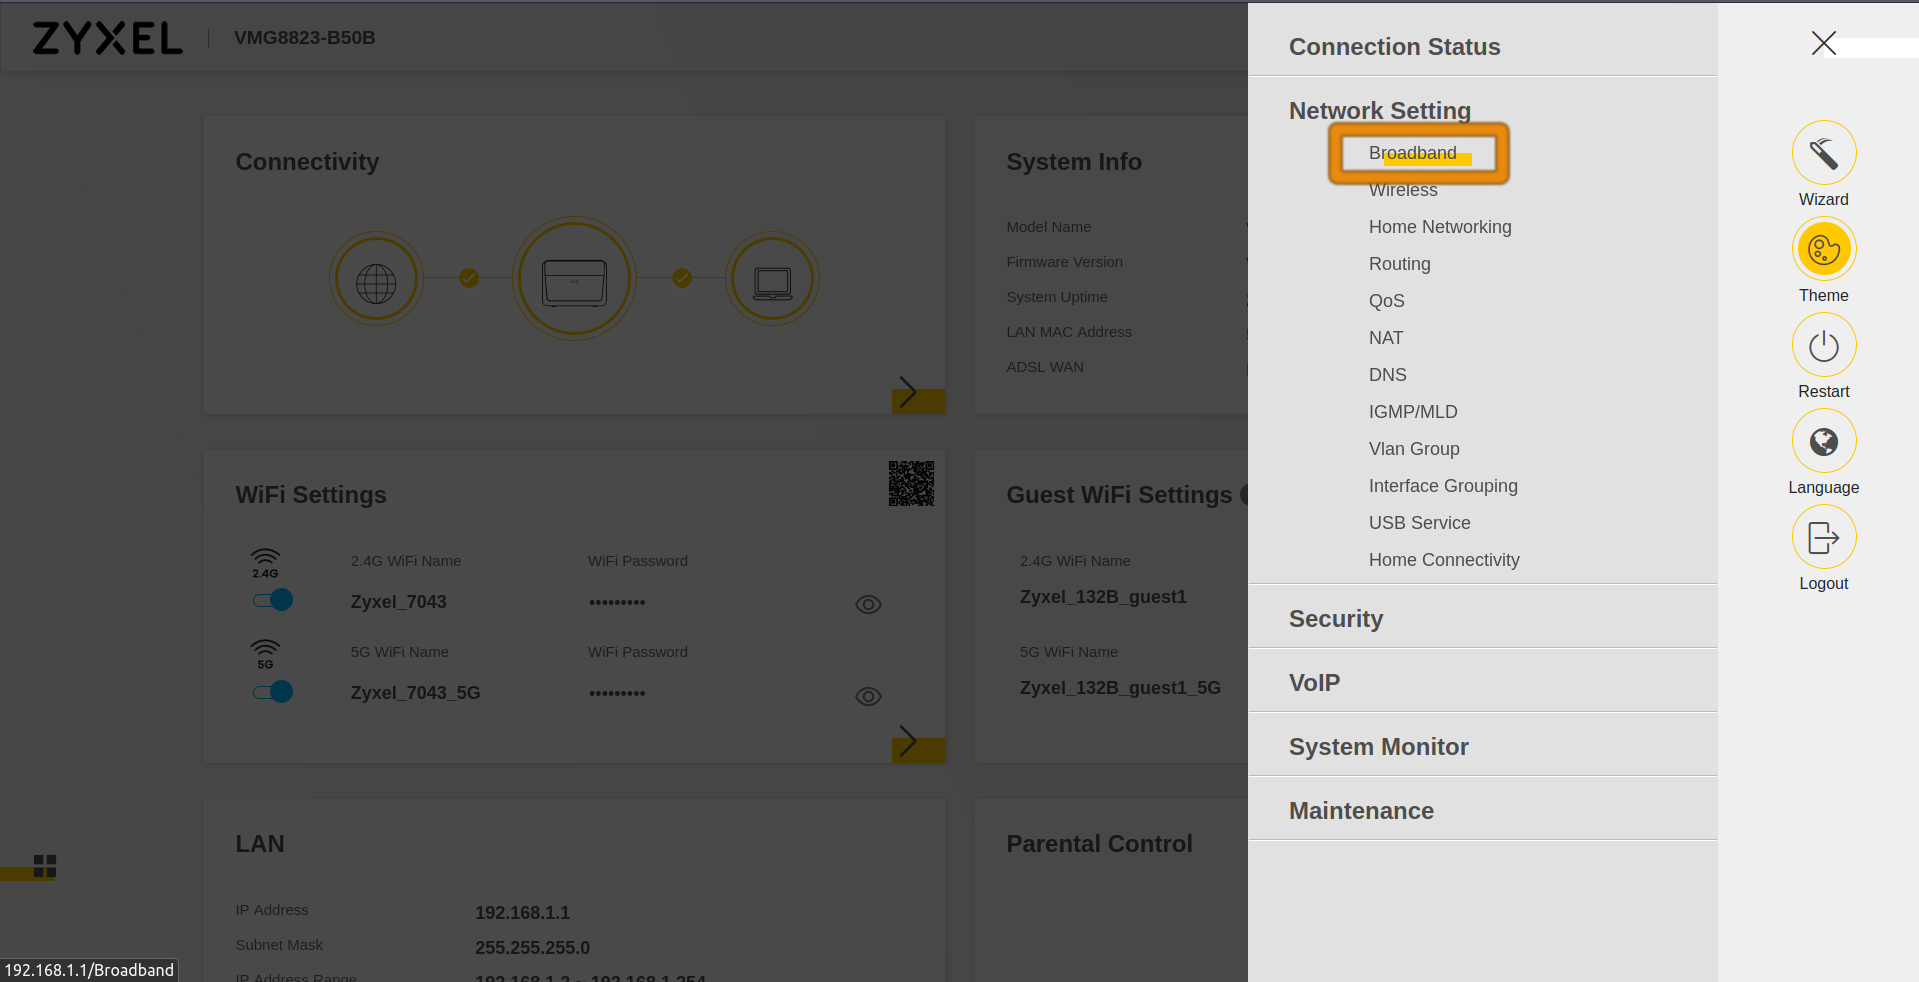 ZYXEL | VMG8823-B50B
Connectivity
System Info
Model Name
Firmware Version
System Uptime
LAN MAC Address
ADSL WAN
WiFi Settings
2.4G
2.4G WiFi Name
WiFi Password
Zyxel_7043
•••••••••
5G
5G WiFi Name
WiFi Password
Zyxel_7043_5G
•••••••••
Guest WiFi Settings
2.4G WiFi Name
Zyxel_132B_guest1
5G WiFi Name
Zyxel_132B_guest1_5G
LAN
IP Address
192.168.1.1
Subnet Mask
255.255.255.0
IP Address Range
192.168.1.2 ~ 192.168.1.254
Parental Control
192.168.1.1/Broadband
Connection Status
Network Setting
Broadband
Wireless
Home Networking
Routing
QoS
NAT
DNS
IGMP/MLD
Vlan Group
Interface Grouping
USB Service
Home Connectivity
Security
VoIP
System Monitor
Maintenance
Wizard
Theme
Restart
Language
Logout